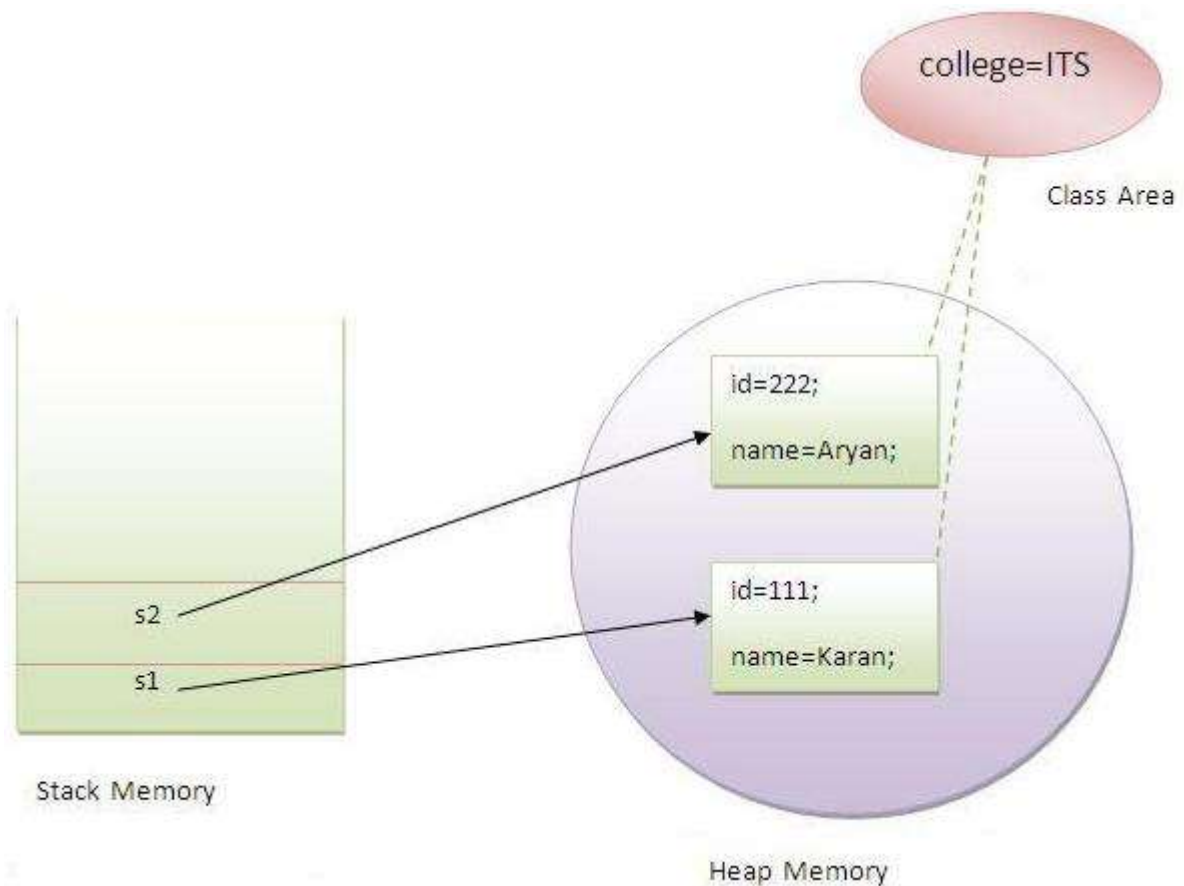 college=ITS
Class Area
id=222;
name=Aryan;
s2
id=111;
name=Karan;
s1
Stack Memory
Heap Memory